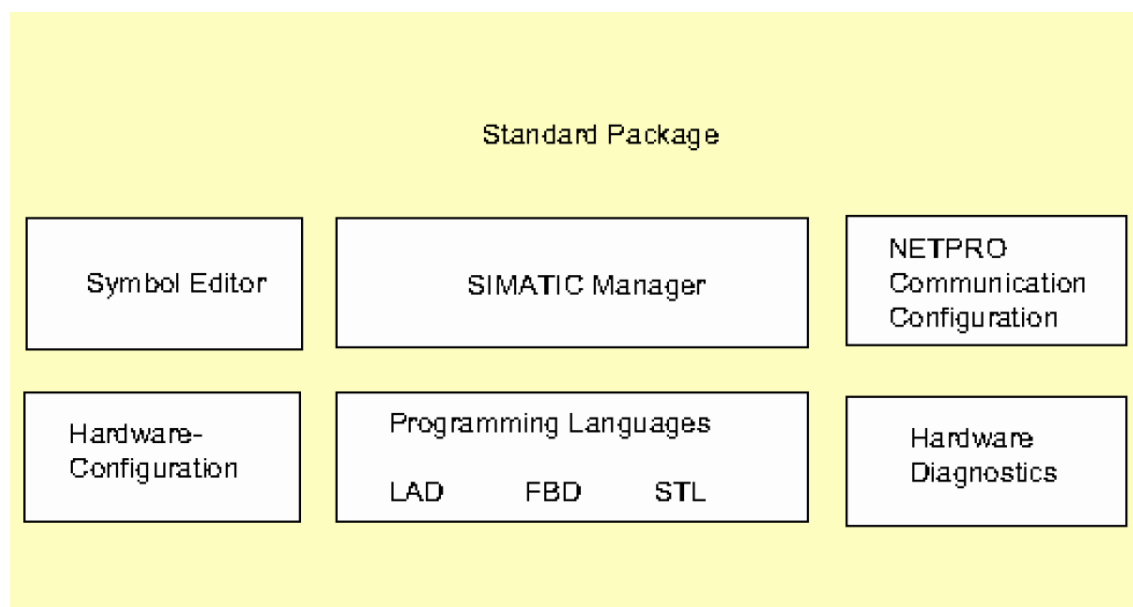 Standard Package
Symbol Editor
SIMATIC Manager
NETPRO
Communication
Configuration
Hardware-
Configuration
Programming Languages
LAD FBD STL
Hardware
Diagnostics